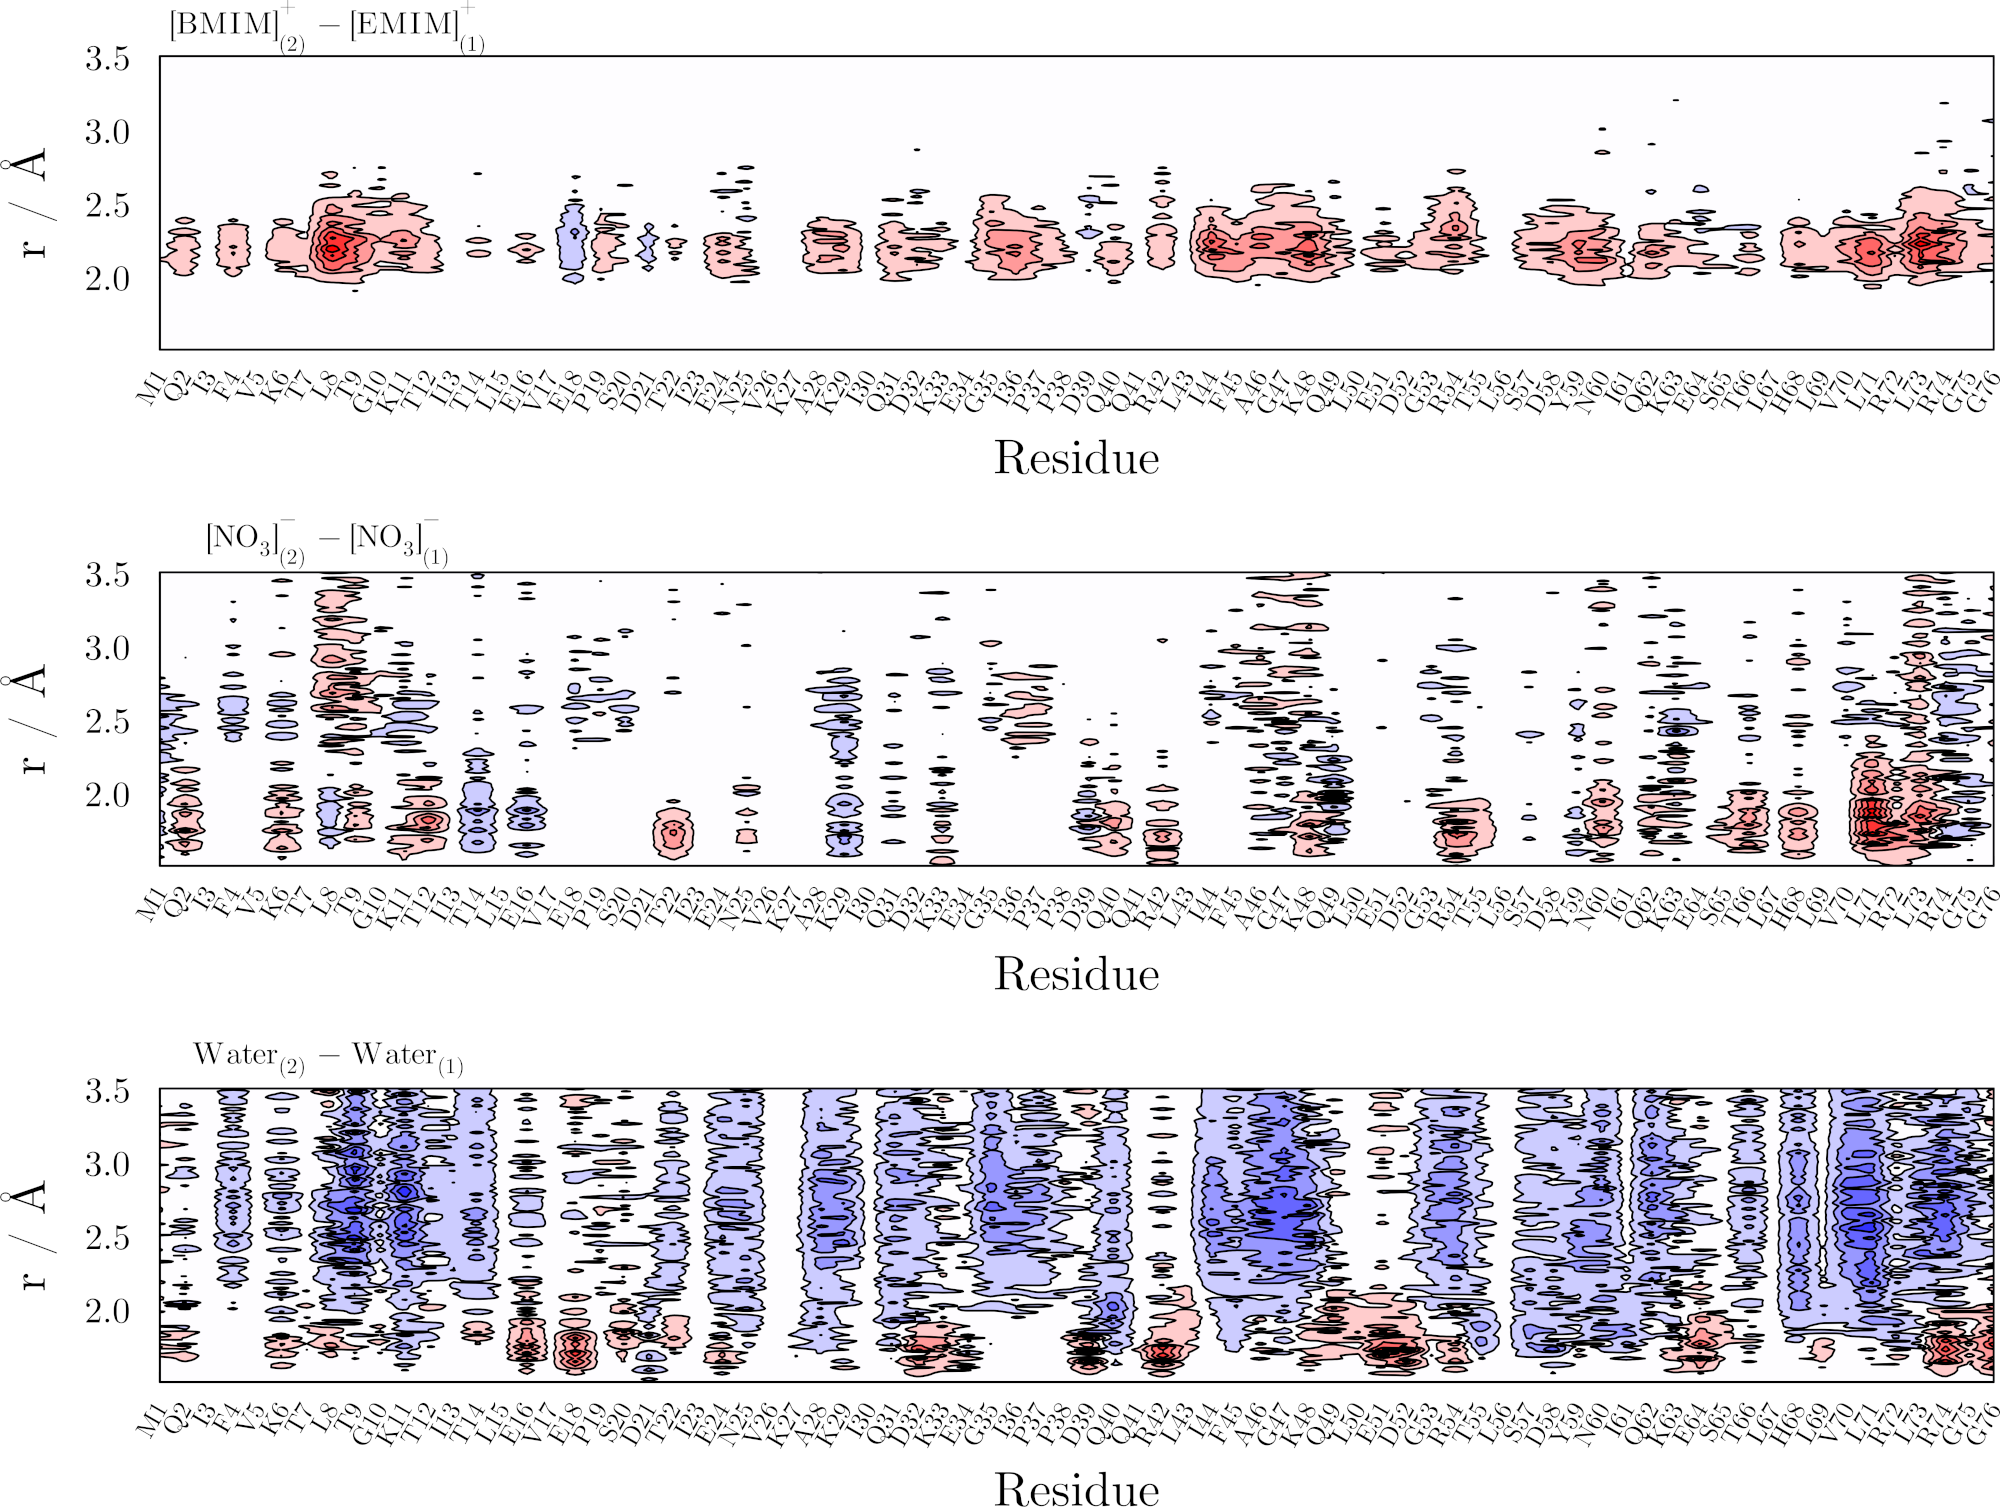 [BMIM]⁺₍₂₎ − [EMIM]⁺₍₁₎
3.5
3.0
2.5
2.0
r / Å
M1 Q2 I3 F4 V5 K6 T7 L8 T9 G10 K11 T12 I13 T14 L15 E16 V17 E18 P19 S20 D21 T22 I23 E24 N25 V26 K27 A28 K29 I30 Q31 D32 K33 E34 G35 I36 P37 P38 D39 Q40 Q41 R42 L43 I44 F45 A46 G47 K48 Q49 L50 E51 D52 G53 R54 T55 L56 S57 D58 Y59 N60 I61 Q62 K63 E64 S65 T66 L67 H68 L69 V70 L71 R72 L73 R74 G75 G76
Residue
[NO₃]⁻₍₂₎ − [NO₃]⁻₍₁₎
3.5
3.0
2.5
2.0
r / Å
M1 Q2 I3 F4 V5 K6 T7 L8 T9 G10 K11 T12 I13 T14 L15 E16 V17 E18 P19 S20 D21 T22 I23 E24 N25 V26 K27 A28 K29 I30 Q31 D32 K33 E34 G35 I36 P37 P38 D39 Q40 Q41 R42 L43 I44 F45 A46 G47 K48 Q49 L50 E51 D52 G53 R54 T55 L56 S57 D58 Y59 N60 I61 Q62 K63 E64 S65 T66 L67 H68 L69 V70 L71 R72 L73 R74 G75 G76
Residue
Water₍₂₎ − Water₍₁₎
3.5
3.0
2.5
2.0
r / Å
M1 Q2 I3 F4 V5 K6 T7 L8 T9 G10 K11 T12 I13 T14 L15 E16 V17 E18 P19 S20 D21 T22 I23 E24 N25 V26 K27 A28 K29 I30 Q31 D32 K33 E34 G35 I36 P37 P38 D39 Q40 Q41 R42 L43 I44 F45 A46 G47 K48 Q49 L50 E51 D52 G53 R54 T55 L56 S57 D58 Y59 N60 I61 Q62 K63 E64 S65 T66 L67 H68 L69 V70 L71 R72 L73 R74 G75 G76
Residue